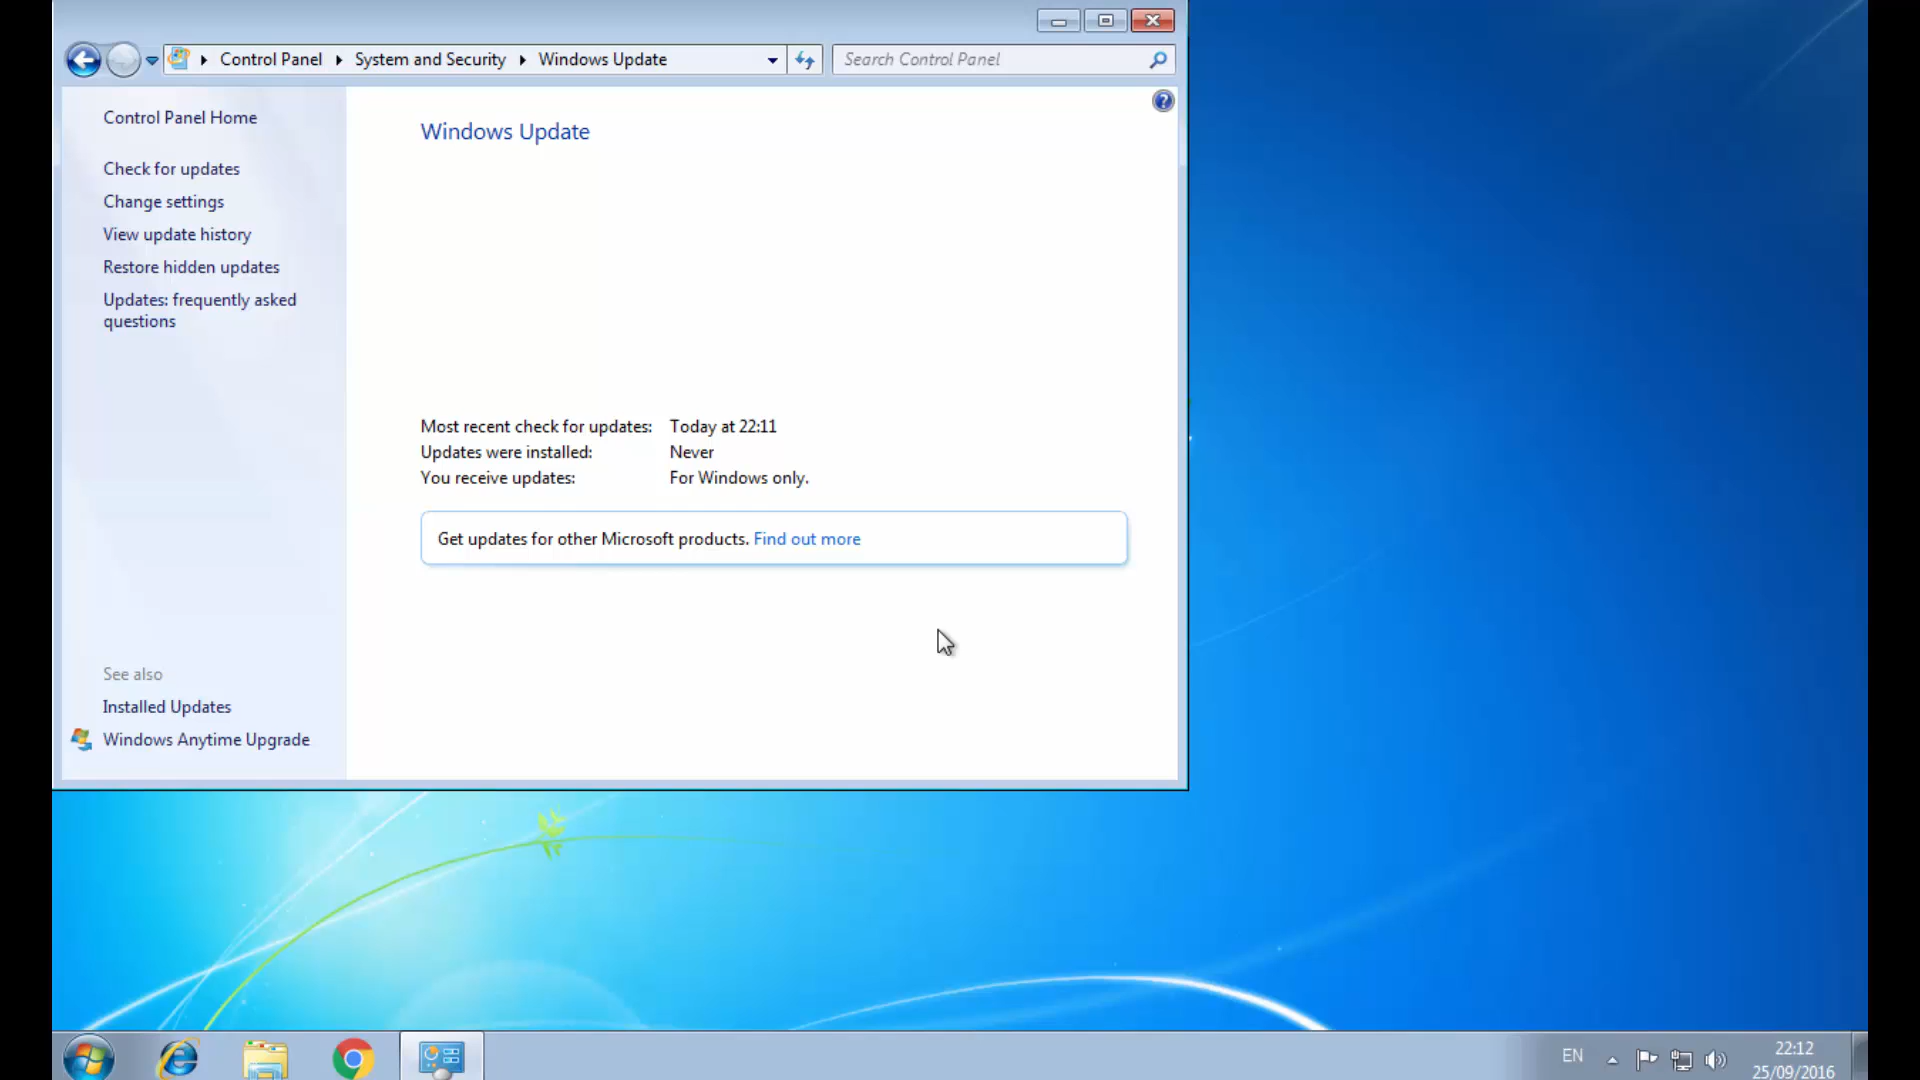 Control Panel
System and Security
Windows Update
Search Control Panel
Control Panel Home
Check for updates
Change settings
View update history
Restore hidden updates
Updates: frequently asked
questions
See also
Installed Updates
Windows Anytime Upgrade
Windows Update
Most recent check for updates: Today at 22:11
Updates were installed: Never
You receive updates: For Windows only.
Get updates for other Microsoft products. Find out more
EN
22:12
25/09/2016